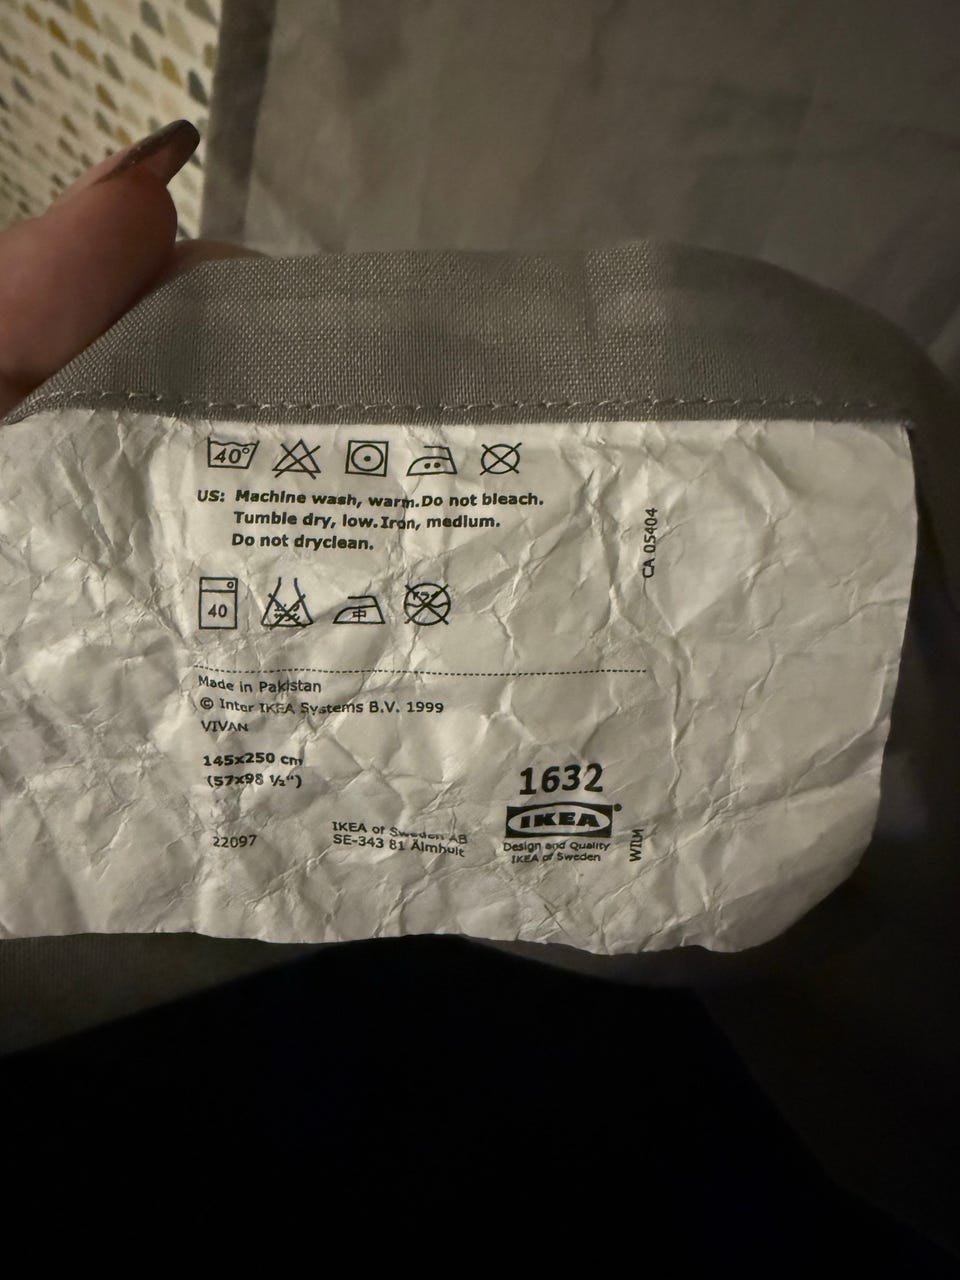 40°
US: Machine wash, warm.Do not bleach.
Tumble dry, low.Iron, medium.
Do not dryclean.
40
中
CA 05404
Made in Pakistan
© Inter IKEA Systems B.V. 1999
VIVAN
145x250 cm
(57x98 ½")
22097
IKEA of Sweden AB
SE-343 81 Älmhult
1632
IKEA®
Design and Quality
IKEA of Sweden
WILM